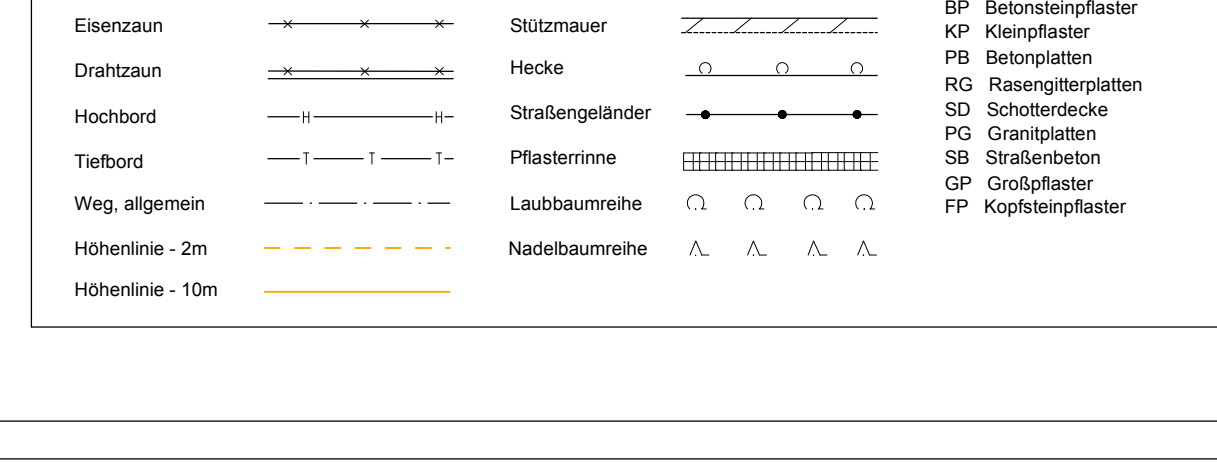 Eisenzaun
Drahtzaun
Hochbord
H H
Tiefbord
T T T
Weg, allgemein
Höhenlinie - 2m
Höhenlinie - 10m
Stützmauer
Hecke
Straßengeländer
Pflasterrinne
Laubbaumreihe
Nadelbaumreihe
BP Betonsteinpflaster
KP Kleinpflaster
PB Betonplatten
RG Rasengitterplatten
SD Schotterdecke
PG Granitplatten
SB Straßenbeton
GP Großpflaster
FP Kopfsteinpflaster